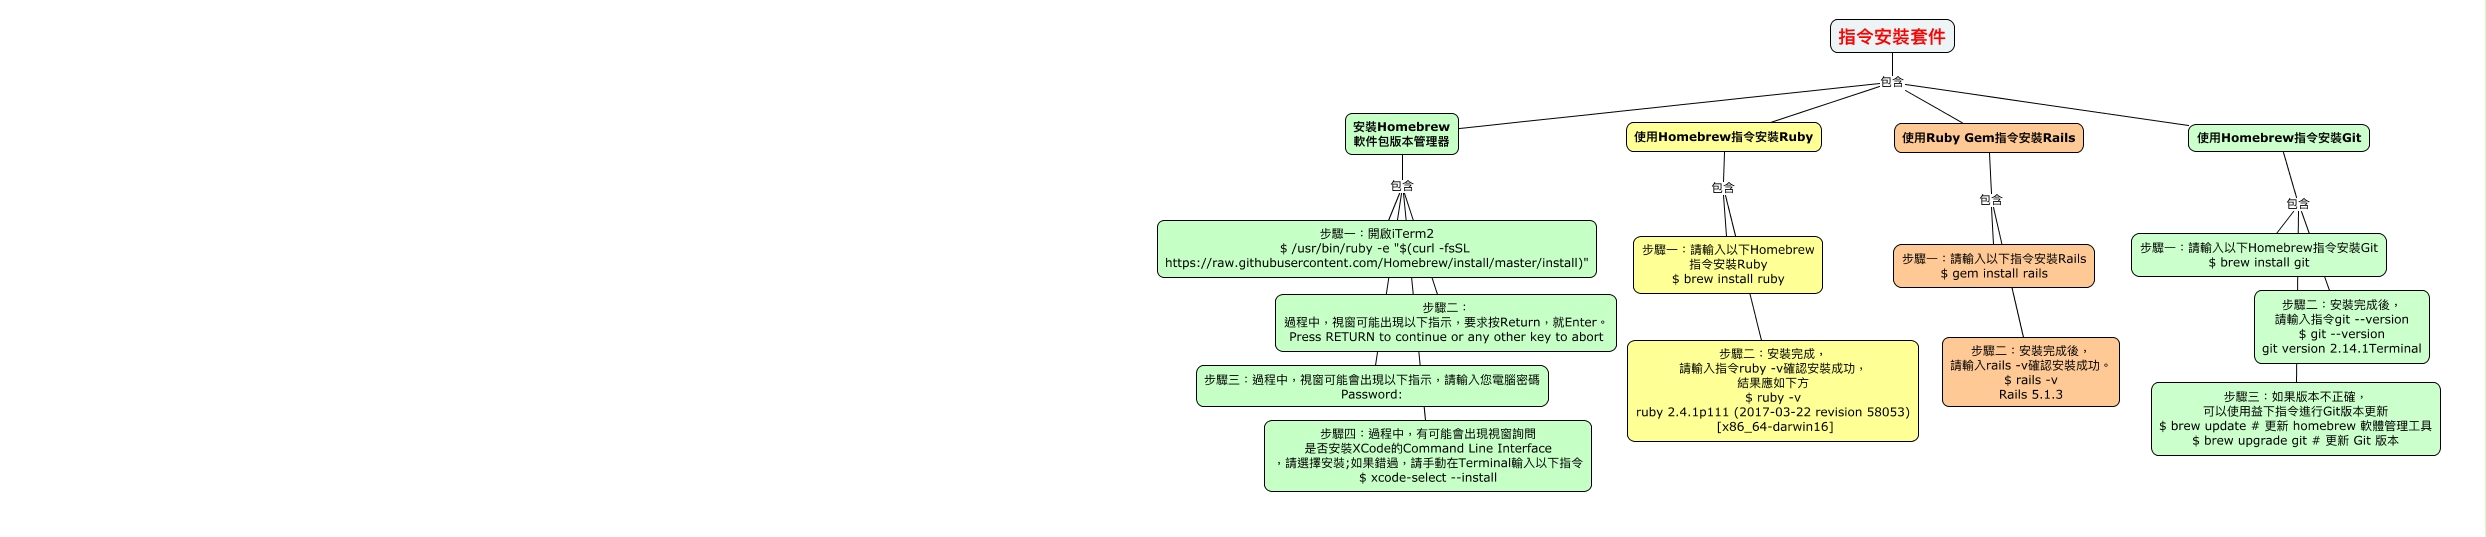 指令安裝套件
包含
安裝Homebrew
軟件包版本管理器
包含
步驟一：開啟iTerm2
$ /usr/bin/ruby -e "$(curl -fsSL
https://raw.githubusercontent.com/Homebrew/install/master/install)"
步驟二：
過程中，視窗可能出現以下指示，要求按Return，就Enter。
Press RETURN to continue or any other key to abort
步驟三：過程中，視窗可能會出現以下指示，請輸入您電腦密碼
Password:
步驟四：過程中，有可能會出現視窗詢問
是否安裝XCode的Command Line Interface
，請選擇安裝;如果錯過，請手動在Terminal輸入以下指令
$ xcode-select --install
使用Homebrew指令安裝Ruby
包含
步驟一：請輸入以下Homebrew
指令安裝Ruby
$ brew install ruby
步驟二：安裝完成，
請輸入指令ruby -v確認安裝成功，
結果應如下方
$ ruby -v
ruby 2.4.1p111 (2017-03-22 revision 58053)
[x86_64-darwin16]
使用Ruby Gem指令安裝Rails
包含
步驟一：請輸入以下指令安裝Rails
$ gem install rails
步驟二：安裝完成後，
請輸入rails -v確認安裝成功。
$ rails -v
Rails 5.1.3
使用Homebrew指令安裝Git
包含
步驟一：請輸入以下Homebrew指令安裝Git
$ brew install git
步驟二：安裝完成後，
請輸入指令git --version
$ git --version
git version 2.14.1Terminal
步驟三：如果版本不正確，
可以使用益下指令進行Git版本更新
$ brew update # 更新 homebrew 軟體管理工具
$ brew upgrade git # 更新 Git 版本